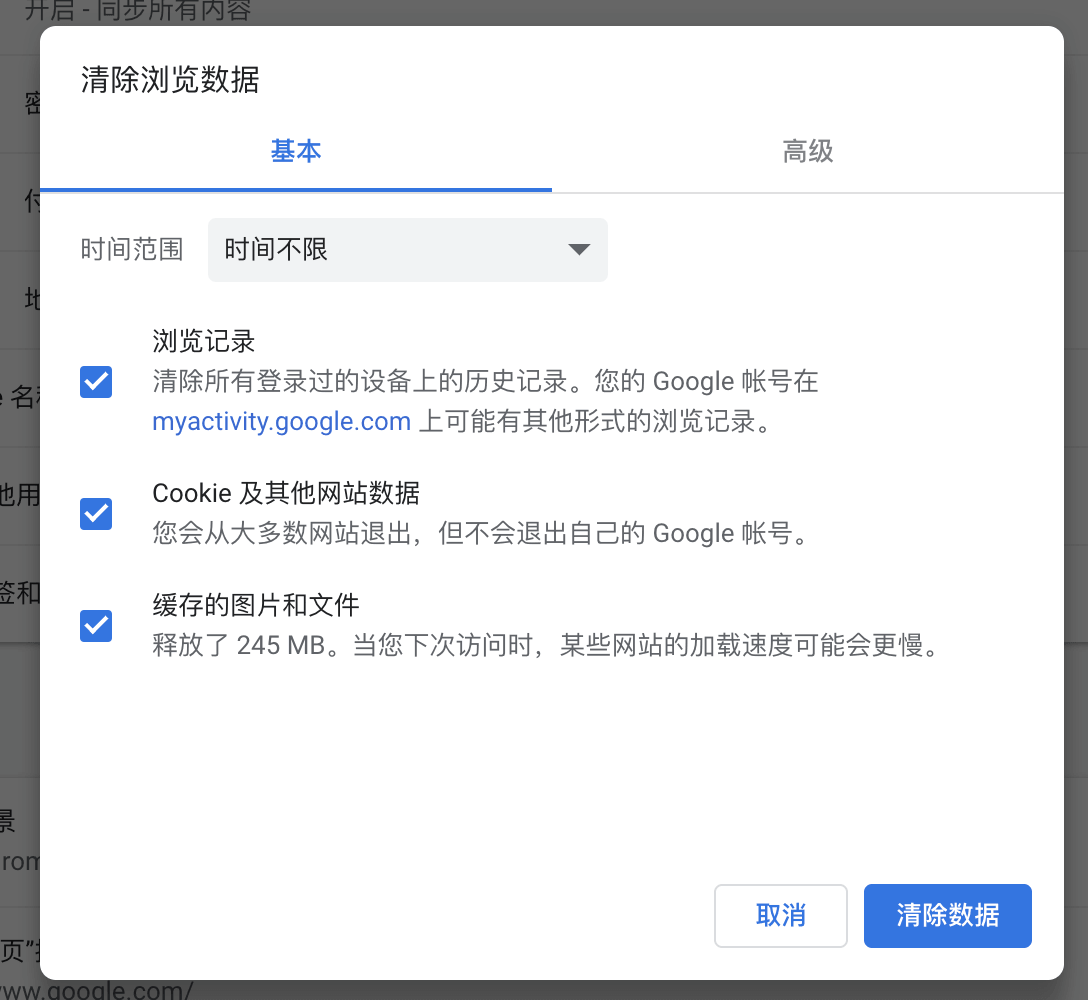 开启 - 同步所有内容
清除浏览数据
基本
高级
时间范围
时间不限
浏览记录
清除所有登录过的设备上的历史记录。您的 Google 帐号在
myactivity.google.com 上可能有其他形式的浏览记录。
Cookie 及其他网站数据
您会从大多数网站退出，但不会退出自己的 Google 帐号。
缓存的图片和文件
释放了 245 MB。当您下次访问时，某些网站的加载速度可能会更慢。
取消
清除数据
www.google.com/